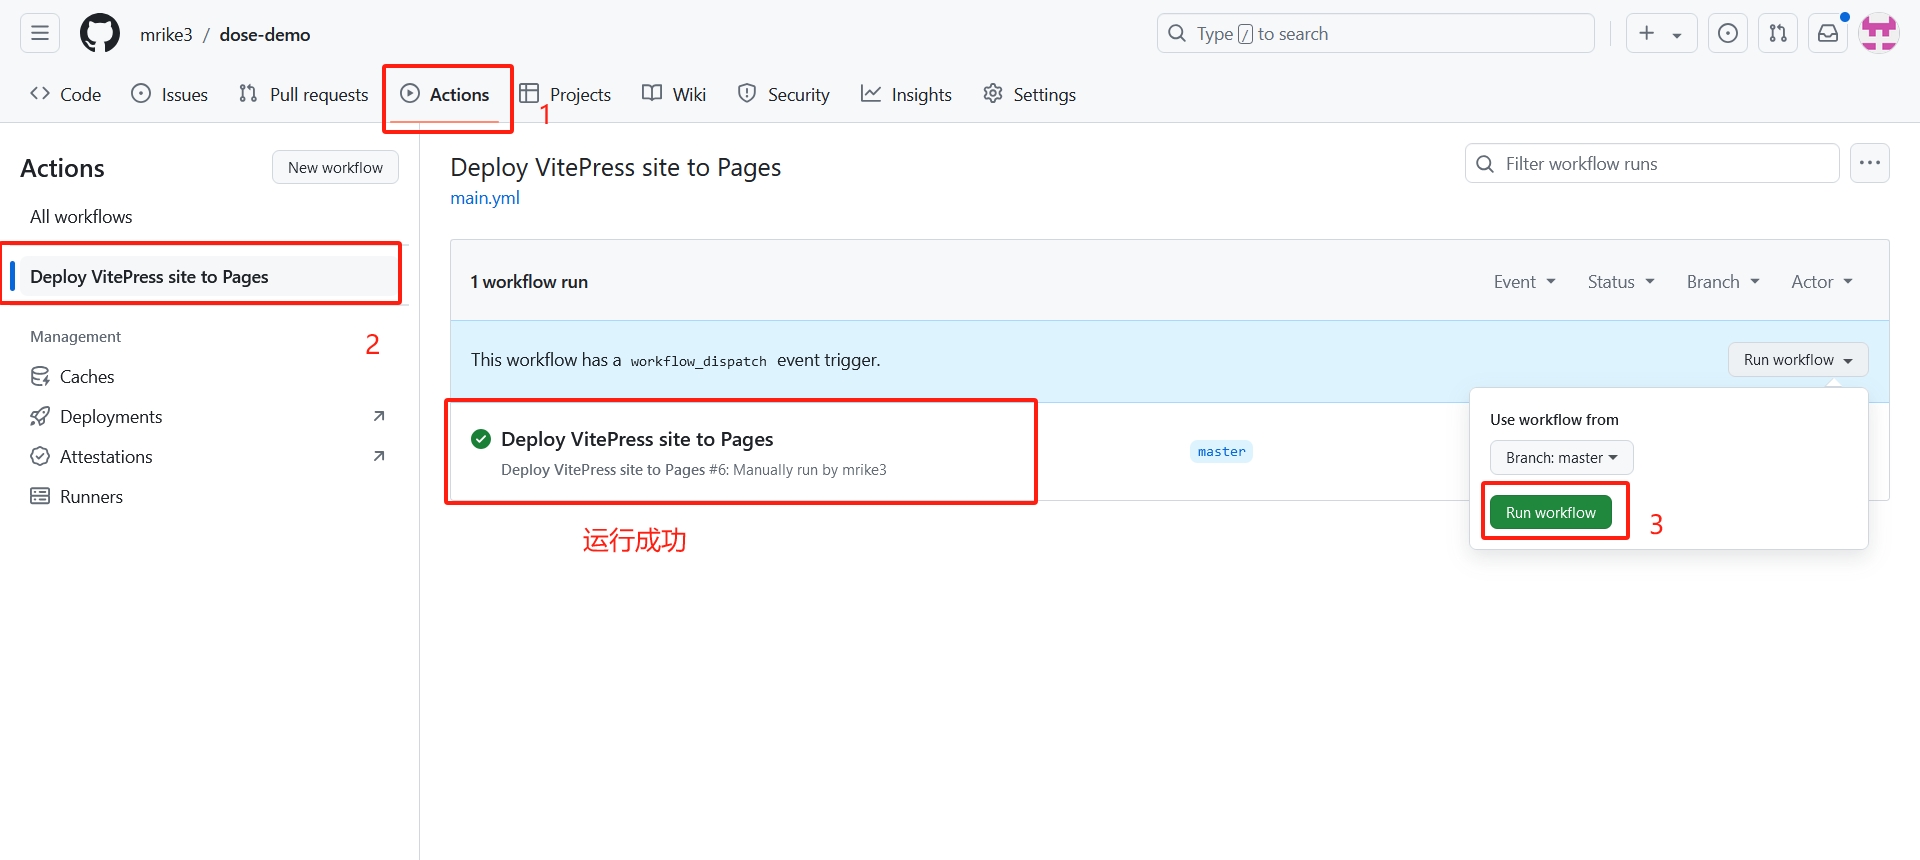 mrike3 / dose-demo
Type / to search
Code
Issues
Pull requests
Actions
Projects
Wiki
Security
Insights
Settings
1
Actions
New workflow
All workflows
Deploy VitePress site to Pages
Management
2
Caches
Deployments
Attestations
Runners
Deploy VitePress site to Pages
main.yml
Filter workflow runs
1 workflow run
Event
Status
Branch
Actor
This workflow has a workflow_dispatch event trigger.
Run workflow
Deploy VitePress site to Pages
Deploy VitePress site to Pages #6: Manually run by mrike3
master
运行成功
Use workflow from
Branch: master
Run workflow
3